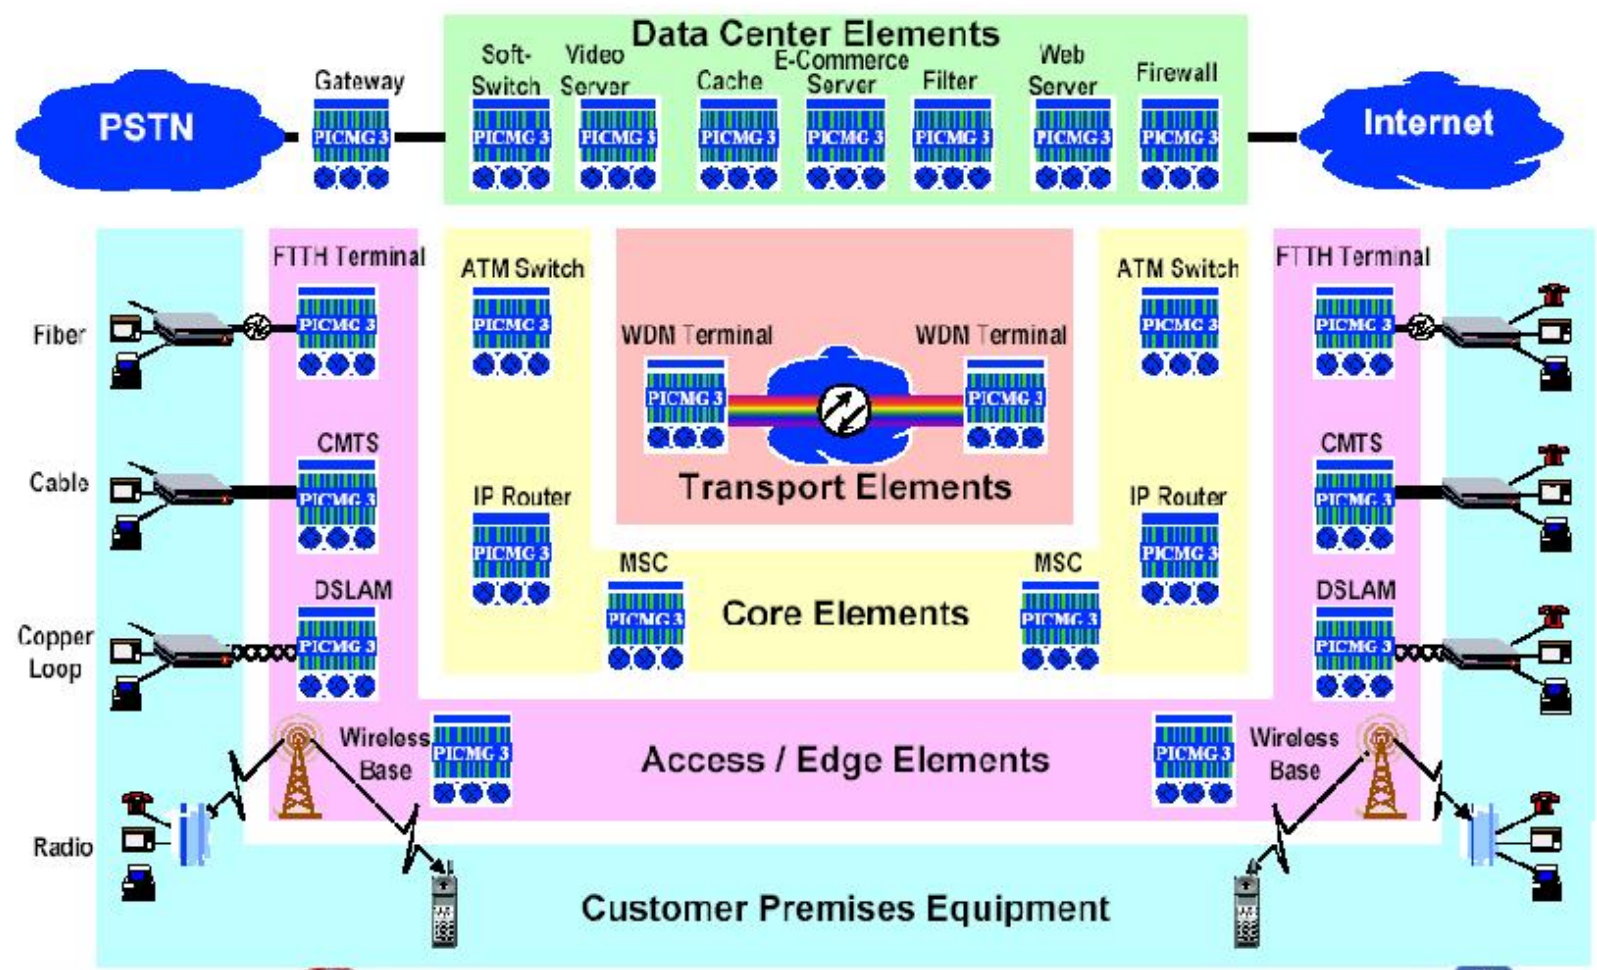 Data Center Elements
Soft-
Switch
Video
Server
Cache
E-Commerce
Server
Filter
Web
Server
Firewall
Gateway
PSTN
PICMG 3
PICMG 3
PICMG 3
PICMG 3
PICMG 3
PICMG 3
PICMG 3
PICMG 3
Internet
FTTH Terminal
ATM Switch
ATM Switch
FTTH Terminal
Fiber
PICMG 3
PICMG 3
PICMG 3
PICMG 3
WDM Terminal
WDM Terminal
PICMG 3
PICMG 3
Transport Elements
CMTS
CMTS
Cable
PICMG 3
PICMG 3
IP Router
IP Router
PICMG 3
PICMG 3
MSC
MSC
PICMG 3
PICMG 3
Core Elements
DSLAM
DSLAM
Copper
Loop
PICMG 3
PICMG 3
Wireless
Base
PICMG 3
Access / Edge Elements
PICMG 3
Wireless
Base
Radio
Customer Premises Equipment